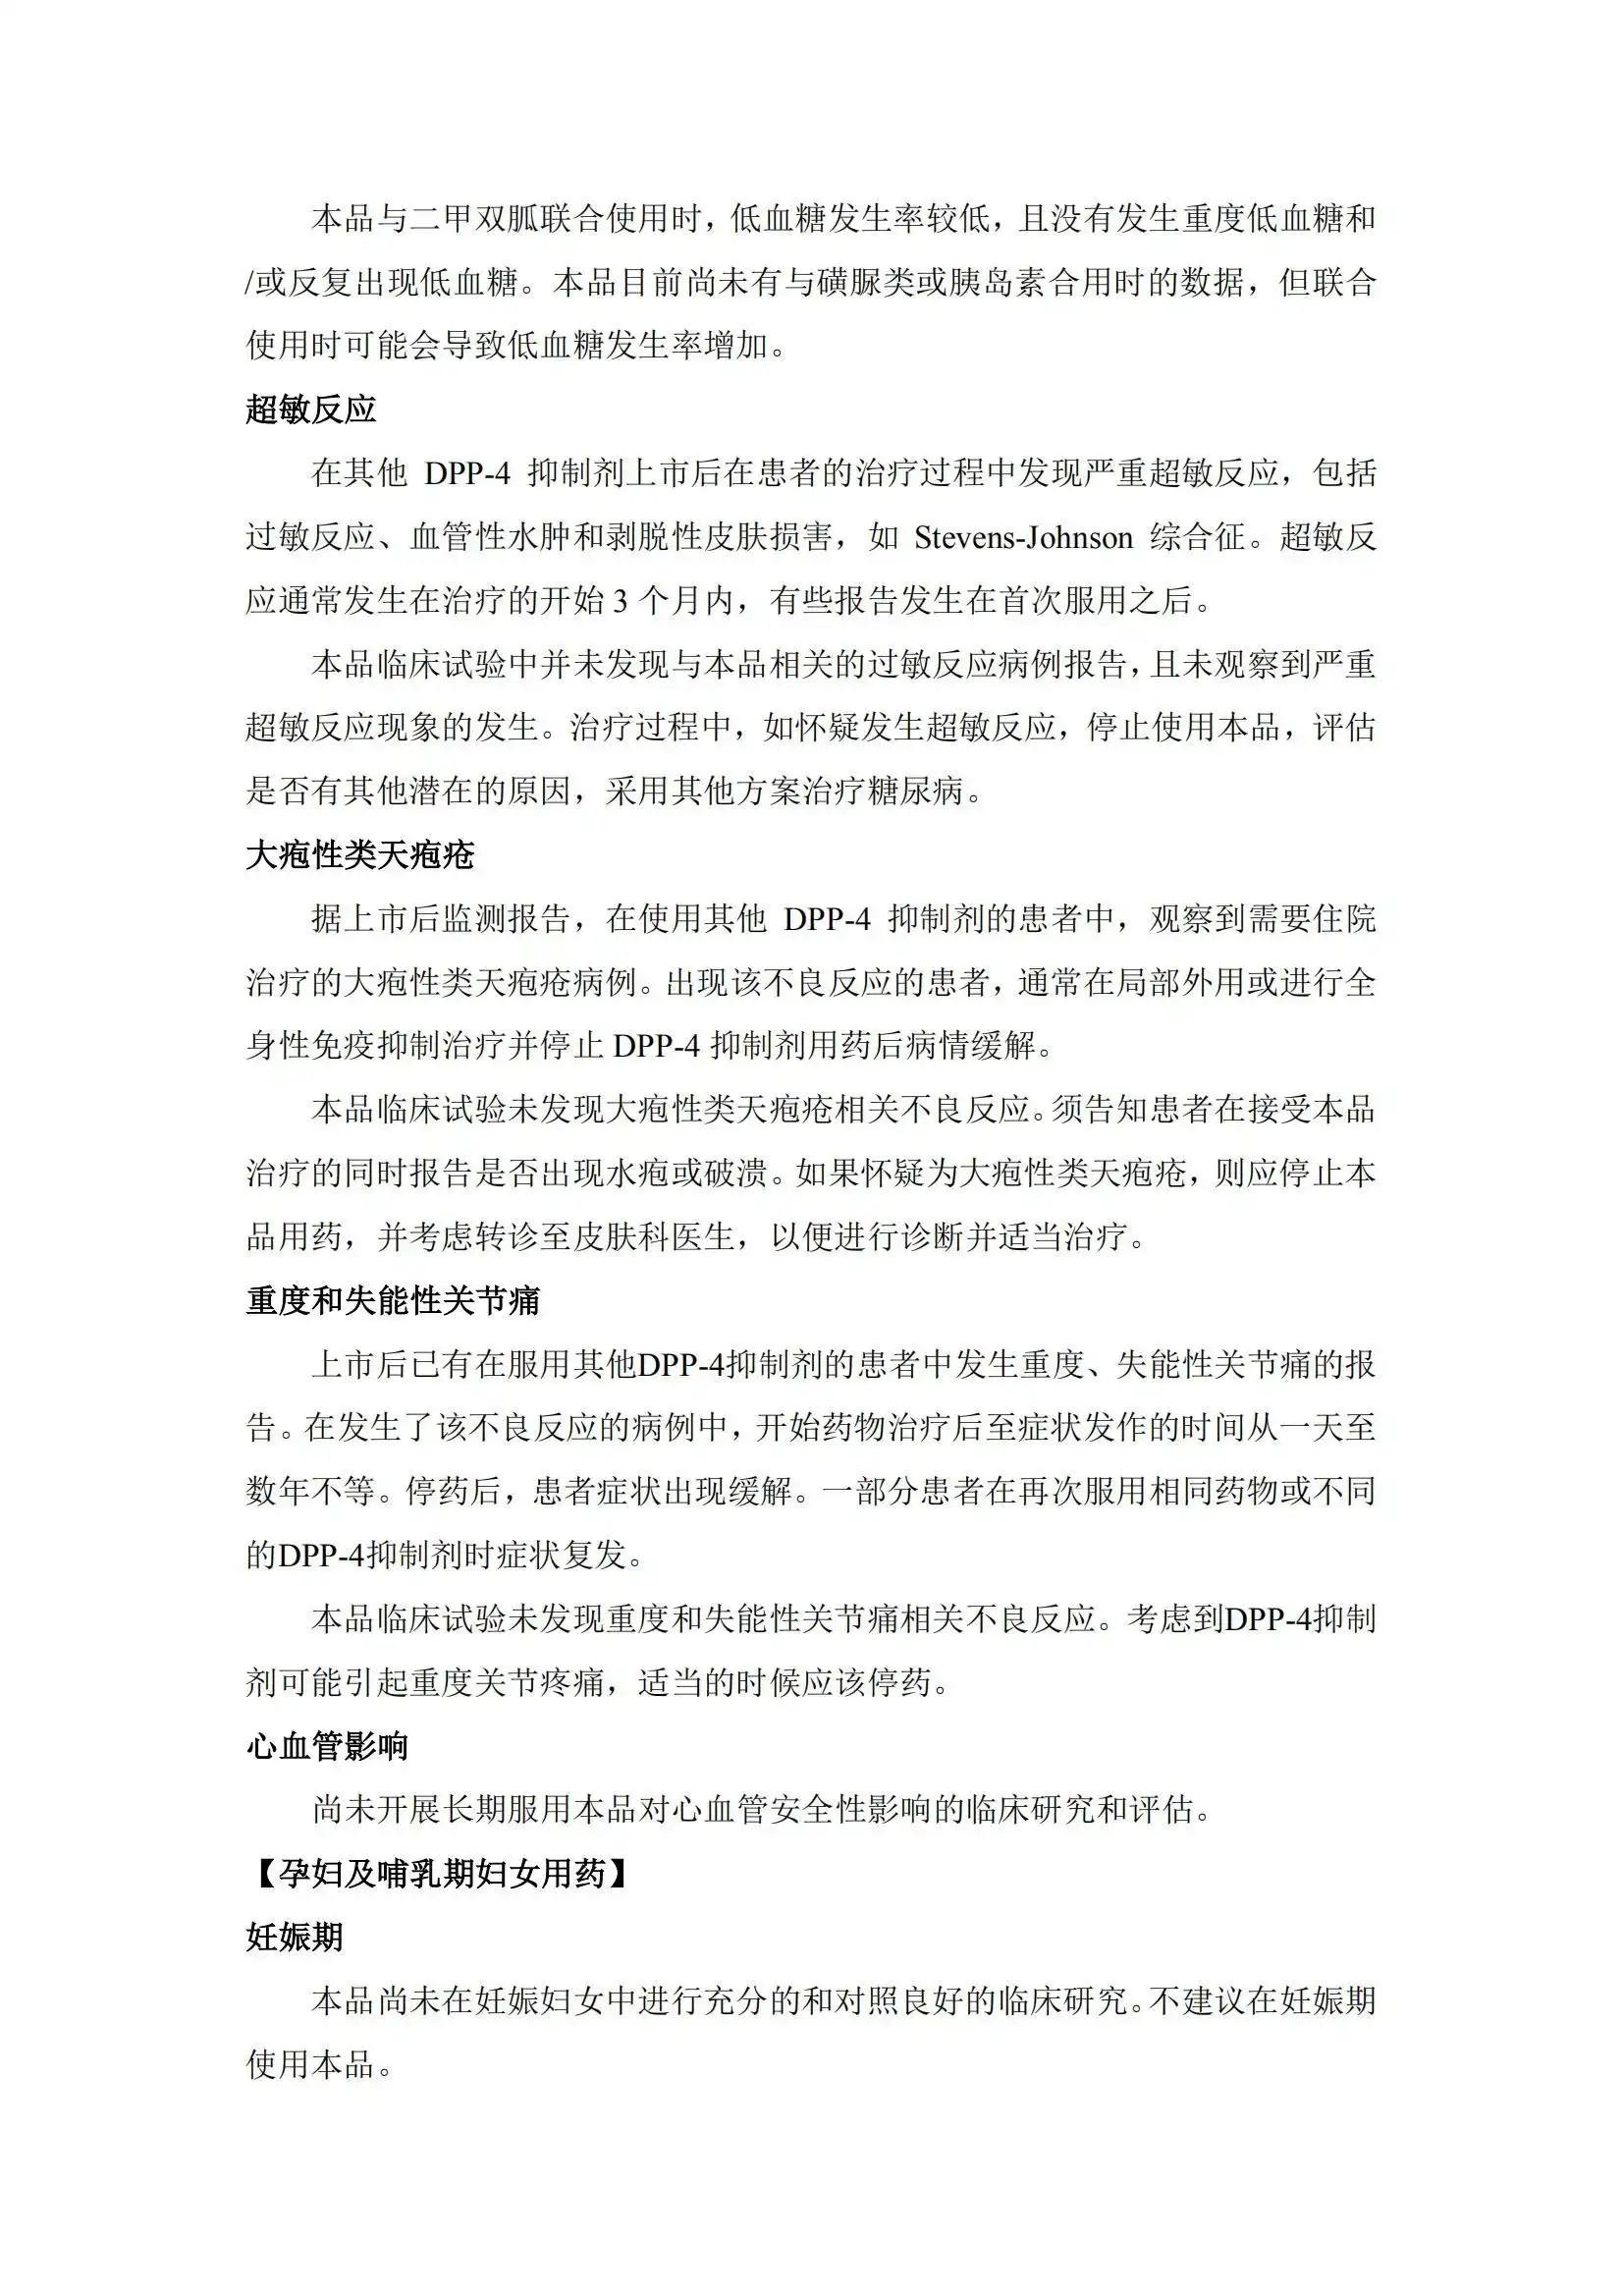 本品与二甲双胍联合使用时，低血糖发生率较低，且没有发生重度低血糖和
/或反复出现低血糖。本品目前尚未有与磺脲类或胰岛素合用时的数据，但联合
使用时可能会导致低血糖发生率增加。
超敏反应
在其他 DPP-4 抑制剂上市后在患者的治疗过程中发现严重超敏反应，包括
过敏反应、血管性水肿和剥脱性皮肤损害，如 Stevens-Johnson 综合征。超敏反
应通常发生在治疗的开始 3 个月内，有些报告发生在首次服用之后。
本品临床试验中并未发现与本品相关的过敏反应病例报告，且未观察到严重
超敏反应现象的发生。治疗过程中，如怀疑发生超敏反应，停止使用本品，评估
是否有其他潜在的原因，采用其他方案治疗糖尿病。
大疱性类天疱疮
据上市后监测报告，在使用其他 DPP-4 抑制剂的患者中，观察到需要住院
治疗的大疱性类天疱疮病例。出现该不良反应的患者，通常在局部外用或进行全
身性免疫抑制治疗并停止 DPP-4 抑制剂用药后病情缓解。
本品临床试验未发现大疱性类天疱疮相关不良反应。须告知患者在接受本品
治疗的同时报告是否出现水疱或破溃。如果怀疑为大疱性类天疱疮，则应停止本
品用药，并考虑转诊至皮肤科医生，以便进行诊断并适当治疗。
重度和失能性关节痛
上市后已有在服用其他DPP-4抑制剂的患者中发生重度、失能性关节痛的报
告。在发生了该不良反应的病例中，开始药物治疗后至症状发作的时间从一天至
数年不等。停药后，患者症状出现缓解。一部分患者在再次服用相同药物或不同
的DPP-4抑制剂时症状复发。
本品临床试验未发现重度和失能性关节痛相关不良反应。考虑到DPP-4抑制
剂可能引起重度关节疼痛，适当的时候应该停药。
心血管影响
尚未开展长期服用本品对心血管安全性影响的临床研究和评估。
【孕妇及哺乳期妇女用药】
妊娠期
本品尚未在妊娠妇女中进行充分的和对照良好的临床研究。不建议在妊娠期
使用本品。